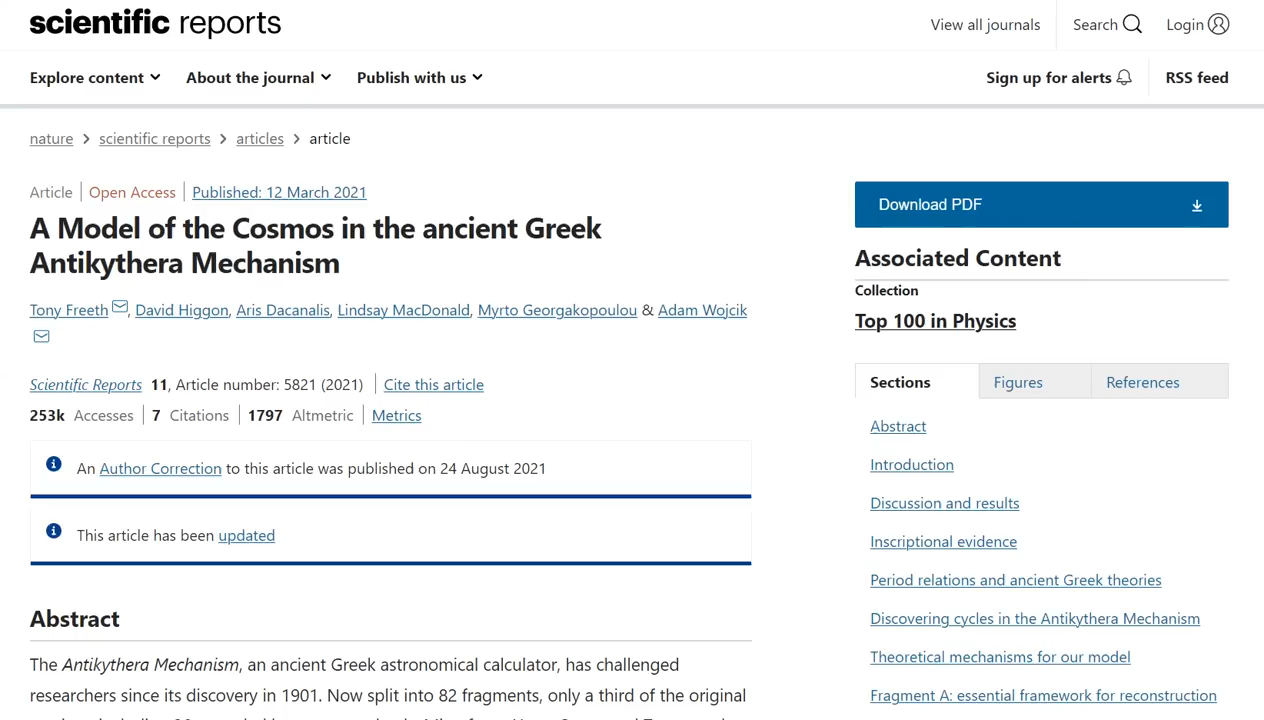 scientific reports
View all journals
Search
Login
Explore content
About the journal
Publish with us
Sign up for alerts
RSS feed
nature > scientific reports > articles > article
Article | Open Access | Published: 12 March 2021
A Model of the Cosmos in the ancient Greek
Antikythera Mechanism
Tony Freeth, David Higgon, Aris Dacanalis, Lindsay MacDonald, Myrto Georgakopoulou & Adam Wojcik
Scientific Reports 11, Article number: 5821 (2021) | Cite this article
253k Accesses | 7 Citations | 1797 Altmetric | Metrics
An Author Correction to this article was published on 24 August 2021
This article has been updated
Abstract
The Antikythera Mechanism, an ancient Greek astronomical calculator, has challenged
researchers since its discovery in 1901. Now split into 82 fragments, only a third of the original
Download PDF
Associated Content
Collection
Top 100 in Physics
Sections
Figures
References
Abstract
Introduction
Discussion and results
Inscriptional evidence
Period relations and ancient Greek theories
Discovering cycles in the Antikythera Mechanism
Theoretical mechanisms for our model
Fragment A: essential framework for reconstruction